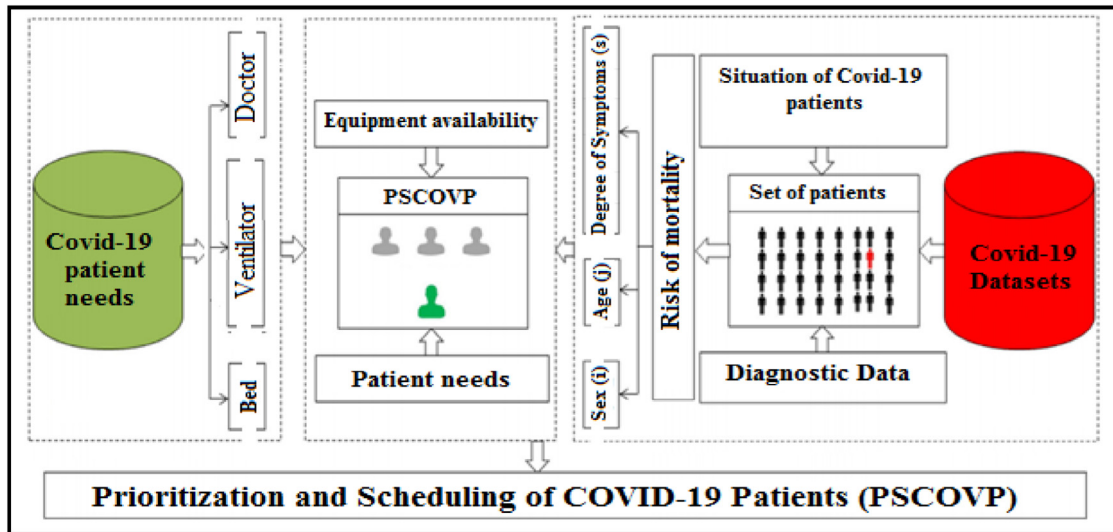 Covid-19
patient
needs
Doctor
Ventilator
Bed
Equipment availability
PSCOVP
Patient needs
Degree of Symptoms (s)
Age (j)
Sex (i)
Risk of mortality
Situation of Covid-19
patients
Set of patients
Diagnostic Data
Covid-19
Datasets
Prioritization and Scheduling of COVID-19 Patients (PSCOVP)